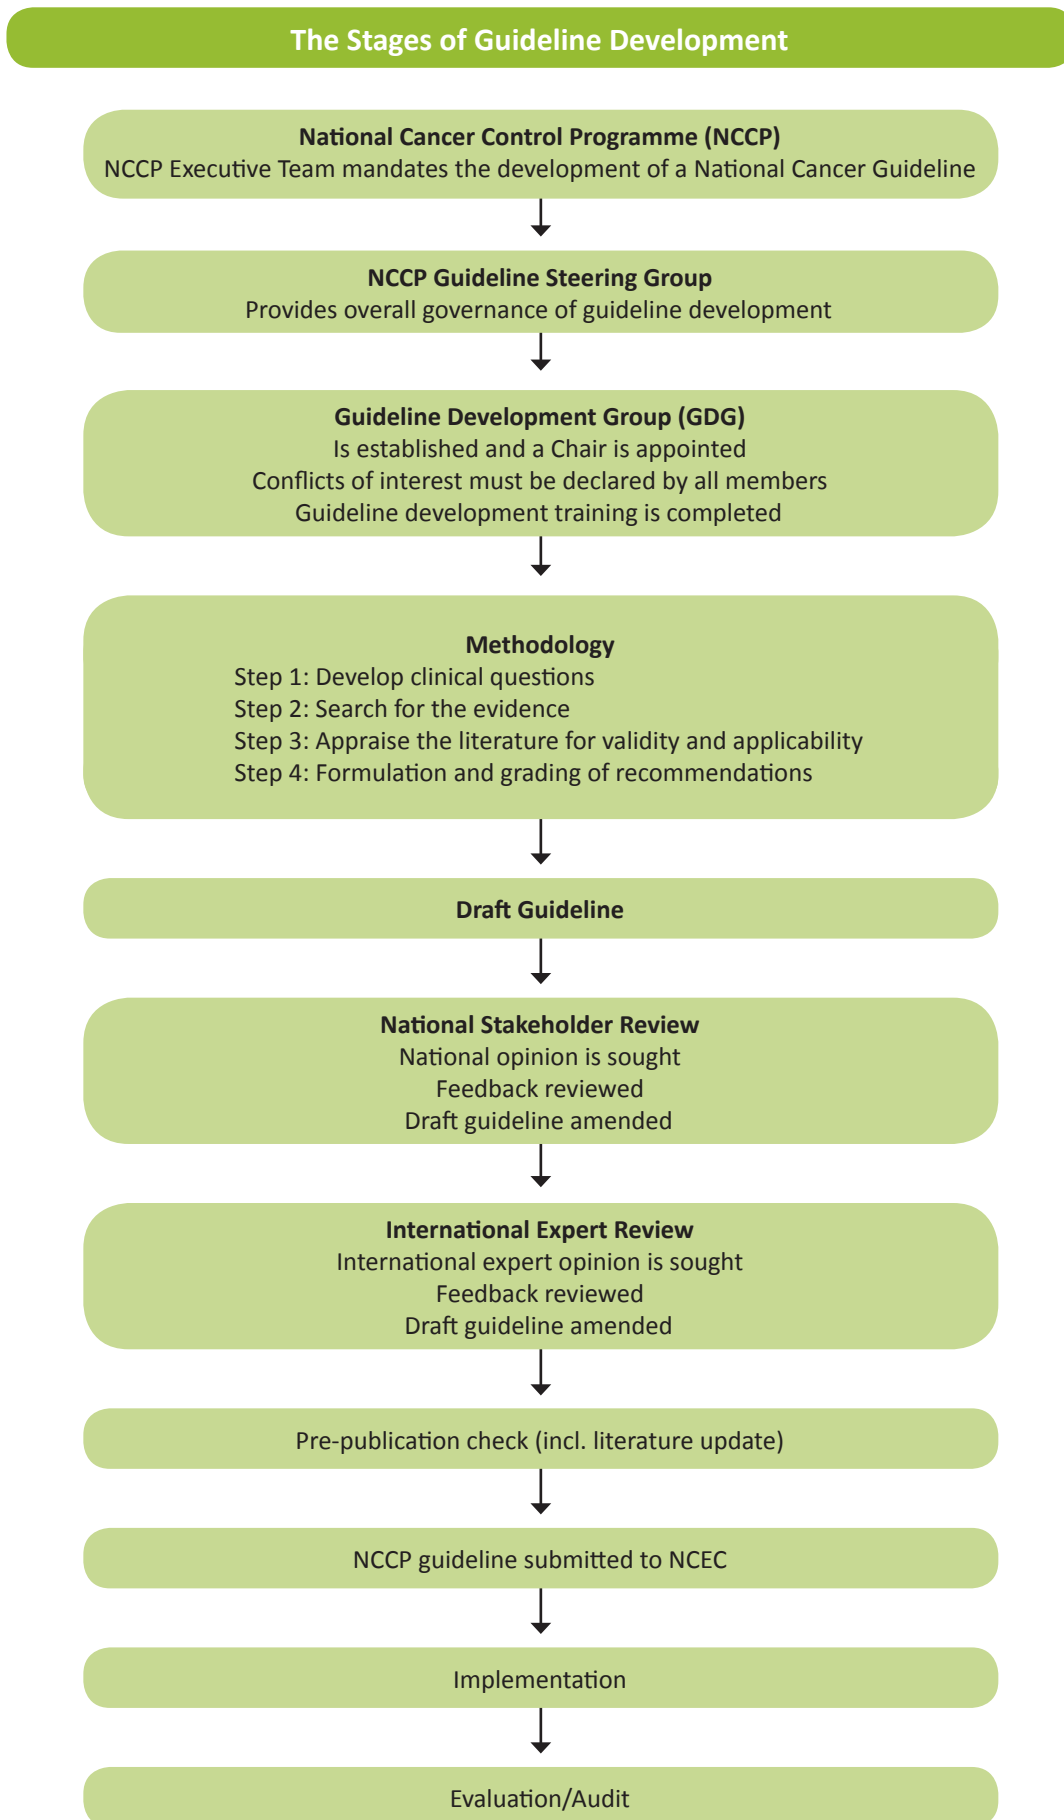 The Stages of Guideline Development
National Cancer Control Programme (NCCP)
NCCP Executive Team mandates the development of a National Cancer Guideline
NCCP Guideline Steering Group
Provides overall governance of guideline development
Guideline Development Group (GDG)
Is established and a Chair is appointed
Conflicts of interest must be declared by all members
Guideline development training is completed
Methodology
Step 1: Develop clinical questions
Step 2: Search for the evidence
Step 3: Appraise the literature for validity and applicability
Step 4: Formulation and grading of recommendations
Draft Guideline
National Stakeholder Review
National opinion is sought
Feedback reviewed
Draft guideline amended
International Expert Review
International expert opinion is sought
Feedback reviewed
Draft guideline amended
Pre-publication check (incl. literature update)
NCCP guideline submitted to NCEC
Implementation
Evaluation/Audit